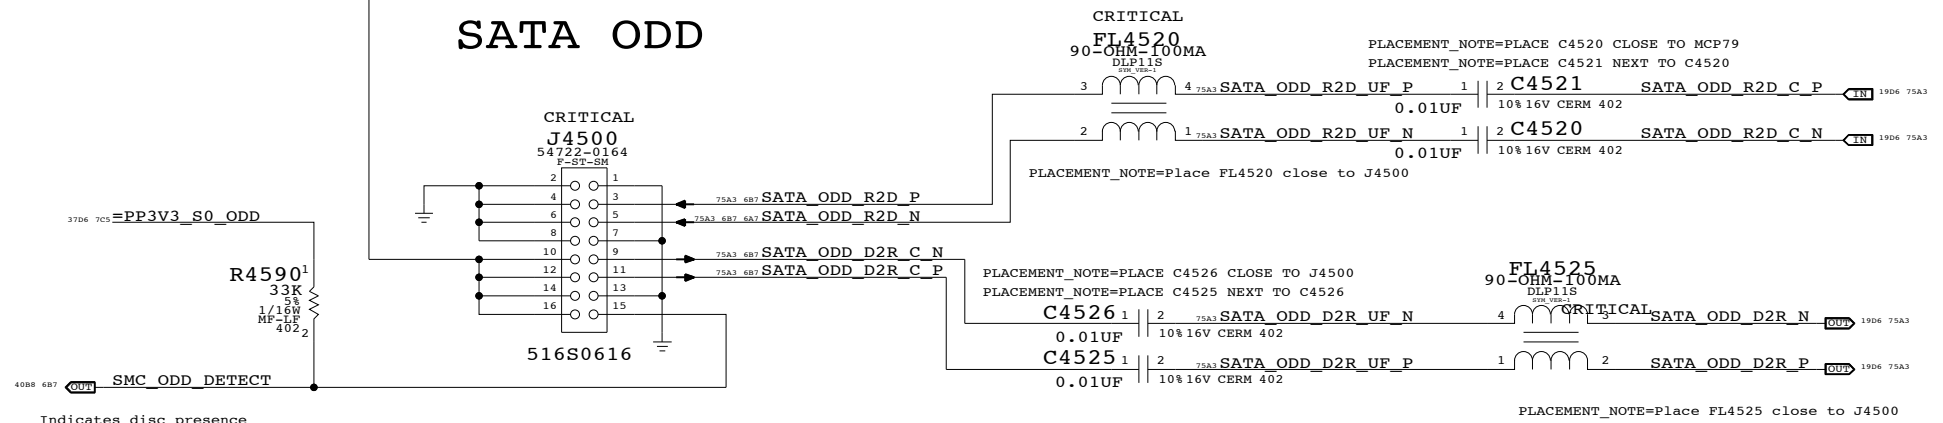 SATA ODD
CRITICAL
FL4520
90-OHM-100MA
DLP11S
SYM_VER-1
PLACEMENT_NOTE=PLACE C4520 CLOSE TO MCP79
PLACEMENT_NOTE=PLACE C4521 NEXT TO C4520
3 4 75A3 SATA_ODD_R2D_UF_P 1 2 C4521 SATA_ODD_R2D_C_P IN 19D6 75A3
0.01UF 10% 16V CERM 402
2 1 75A3 SATA_ODD_R2D_UF_N 1 2 C4520 SATA_ODD_R2D_C_N IN 19D6 75A3
0.01UF 10% 16V CERM 402
PLACEMENT_NOTE=Place FL4520 close to J4500
CRITICAL
J4500
54722-0164
F-ST-SM
2 1
4 3 75A3 6B7 SATA_ODD_R2D_P
6 5 75A3 6B7 6A7 SATA_ODD_R2D_N
8 7
10 9 75A3 6B7 SATA_ODD_D2R_C_N
12 11 75A3 6B7 SATA_ODD_D2R_C_P
14 13
16 15
516S0616
37D6 7C5 =PP3V3_S0_ODD
R4590 1
33K
5%
1/16W
MF-LF
402 2
40B8 6B7 OUT SMC_ODD_DETECT
Indicates disc presence
PLACEMENT_NOTE=PLACE C4526 CLOSE TO J4500
PLACEMENT_NOTE=PLACE C4525 NEXT TO C4526
FL4525
90-OHM-100MA
DLP11S
SYM_VER-1
CRITICAL
C4526 1 2 75A3 SATA_ODD_D2R_UF_N 4 3 SATA_ODD_D2R_N OUT 19D6 75A3
0.01UF 10% 16V CERM 402
C4525 1 2 75A3 SATA_ODD_D2R_UF_P 1 2 SATA_ODD_D2R_P OUT 19D6 75A3
0.01UF 10% 16V CERM 402
PLACEMENT_NOTE=Place FL4525 close to J4500